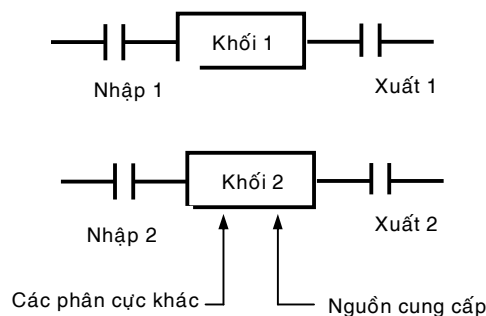 Khối 1
Nhập 1
Xuất 1
Khối 2
Nhập 2
Xuất 2
Các phân cực khác
Nguồn cung cấp